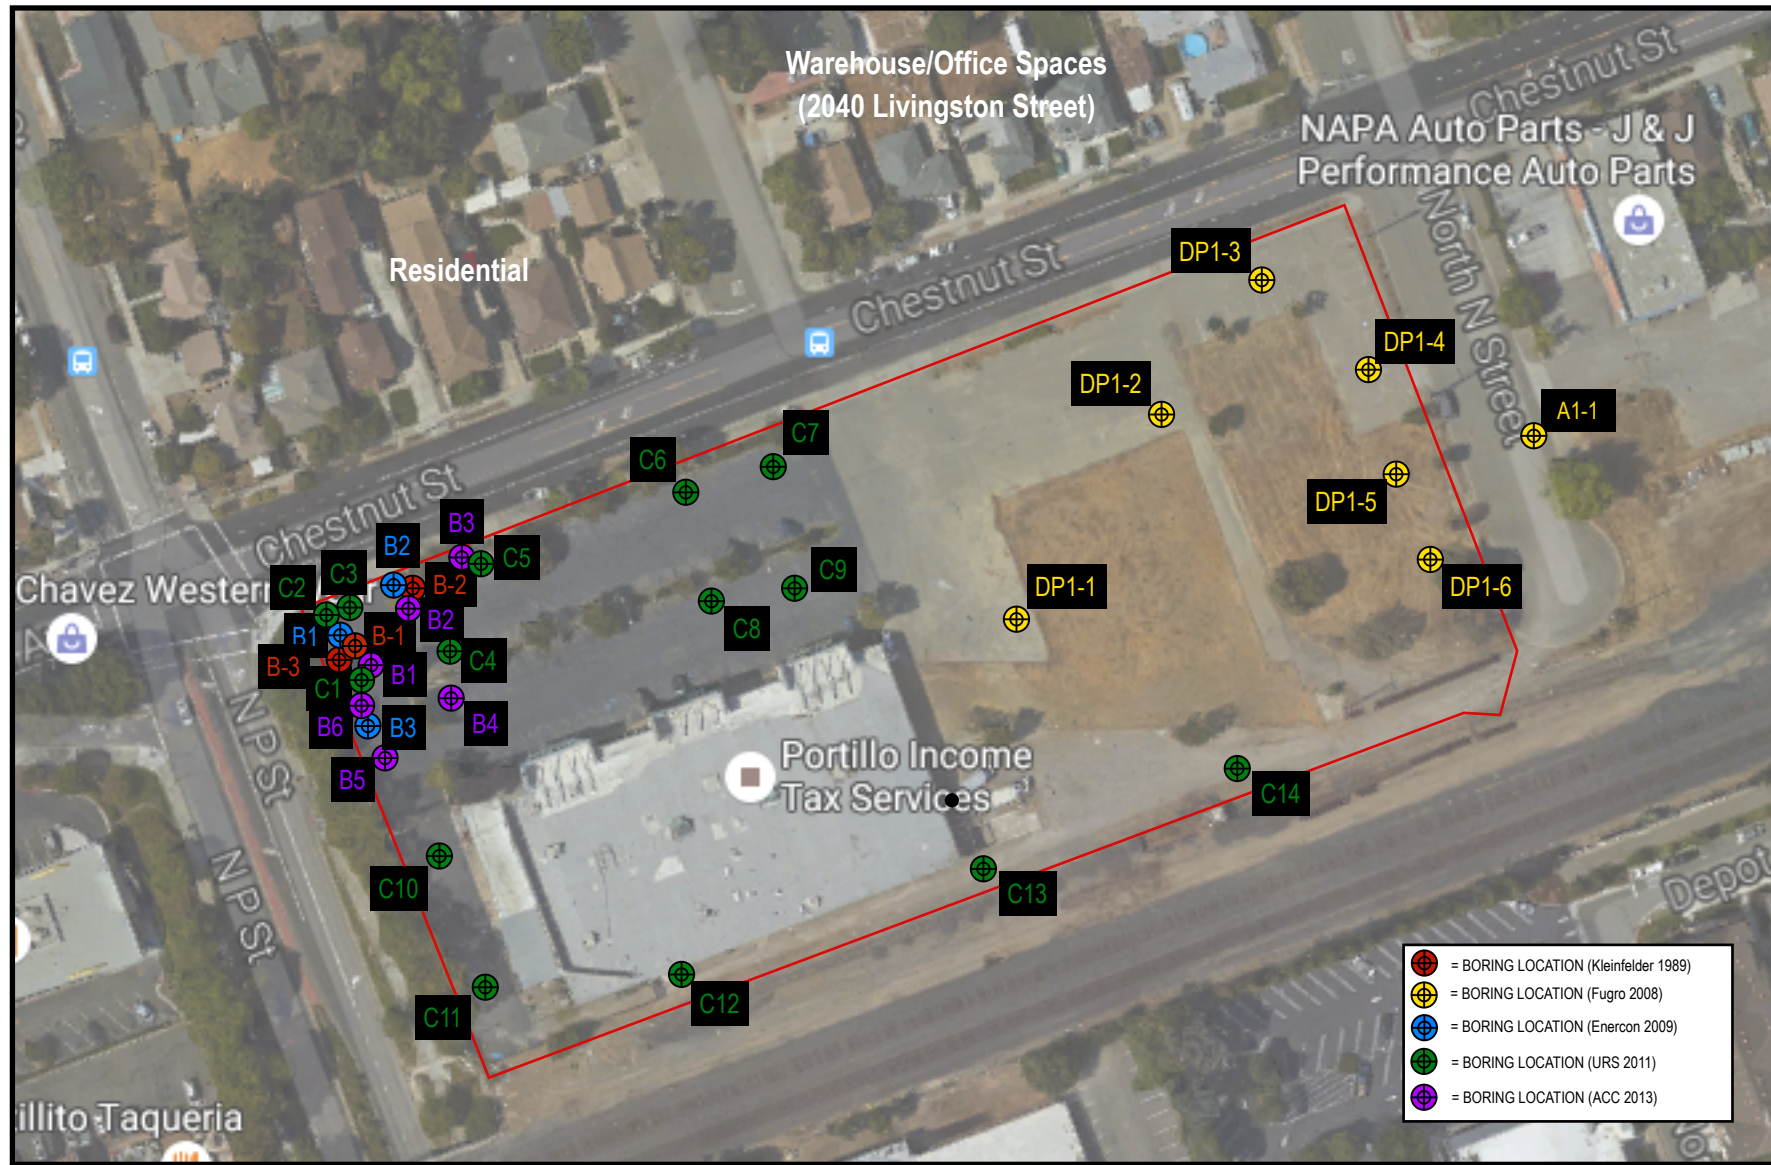 Warehouse/Office Spaces
(2040 Livingston Street)
Chestnut St
NAPA Auto Parts - J & J
Performance Auto Parts
North N Street
Residential
Chestnut St
DP1-3
DP1-4
DP1-2
A1-1
C7
C6
DP1-5
Chestnut St
B3
B2
C5
C3
C2
Chavez Western
B-2
C9
DP1-1
DP1-6
B2
C8
B1
B-1
C4
B-3
B1
C1
B6
B3
B4
N P St
Portillo Income
Tax Services
B5
C14
C10
C13
Depot
N P St
C12
C11
= BORING LOCATION (Kleinfelder 1989)
= BORING LOCATION (Fugro 2008)
= BORING LOCATION (Enercon 2009)
= BORING LOCATION (URS 2011)
= BORING LOCATION (ACC 2013)
illito Taqueria